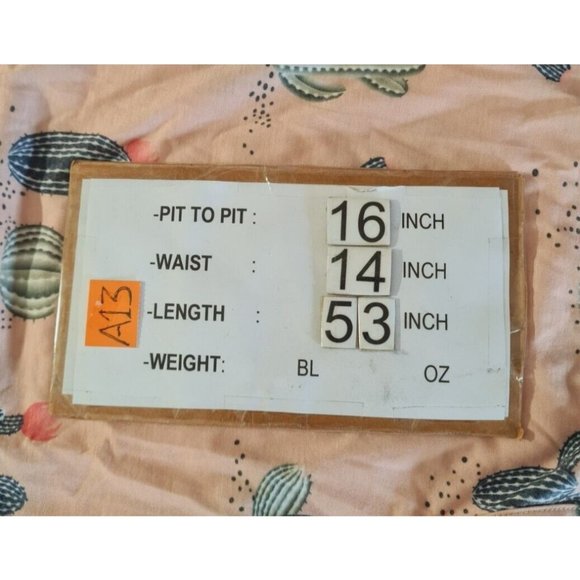 -PIT TO PIT : 16 INCH
-WAIST : 14 INCH
A13
-LENGTH : 53 INCH
-WEIGHT: BL OZ